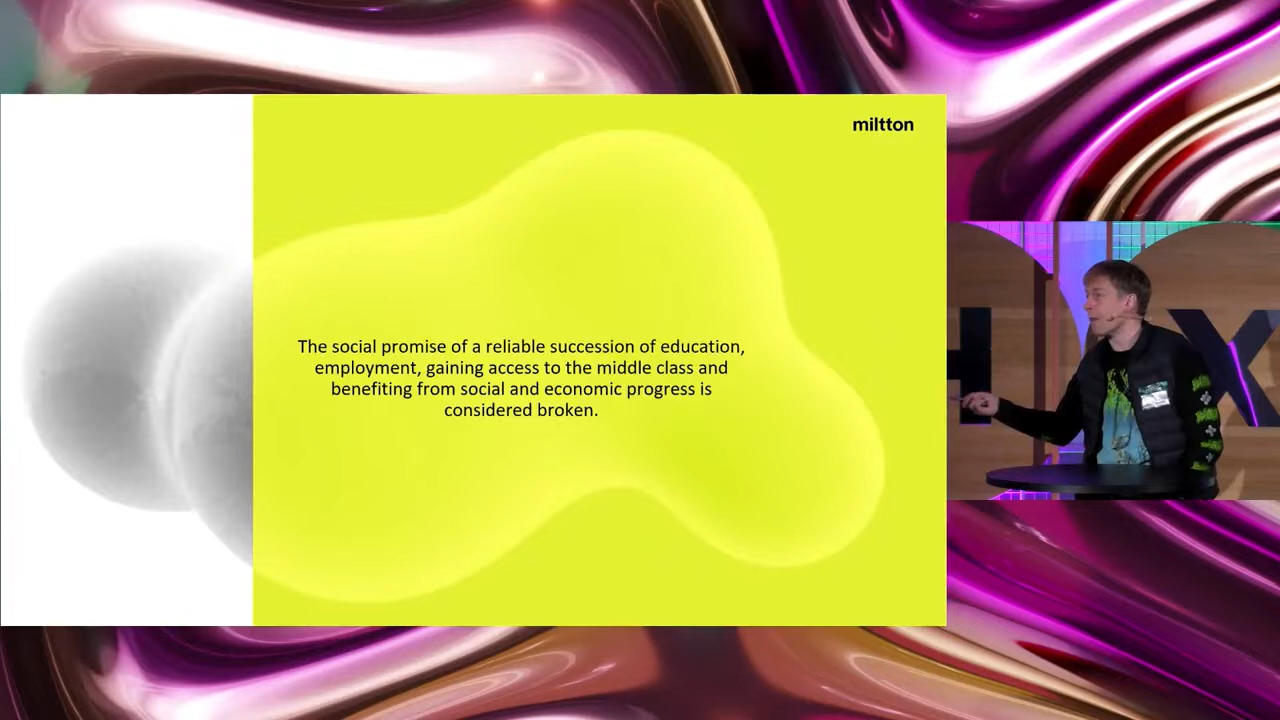 miltton
The social promise of a reliable succession of education,
employment, gaining access to the middle class and
benefiting from social and economic progress is
considered broken.
H X